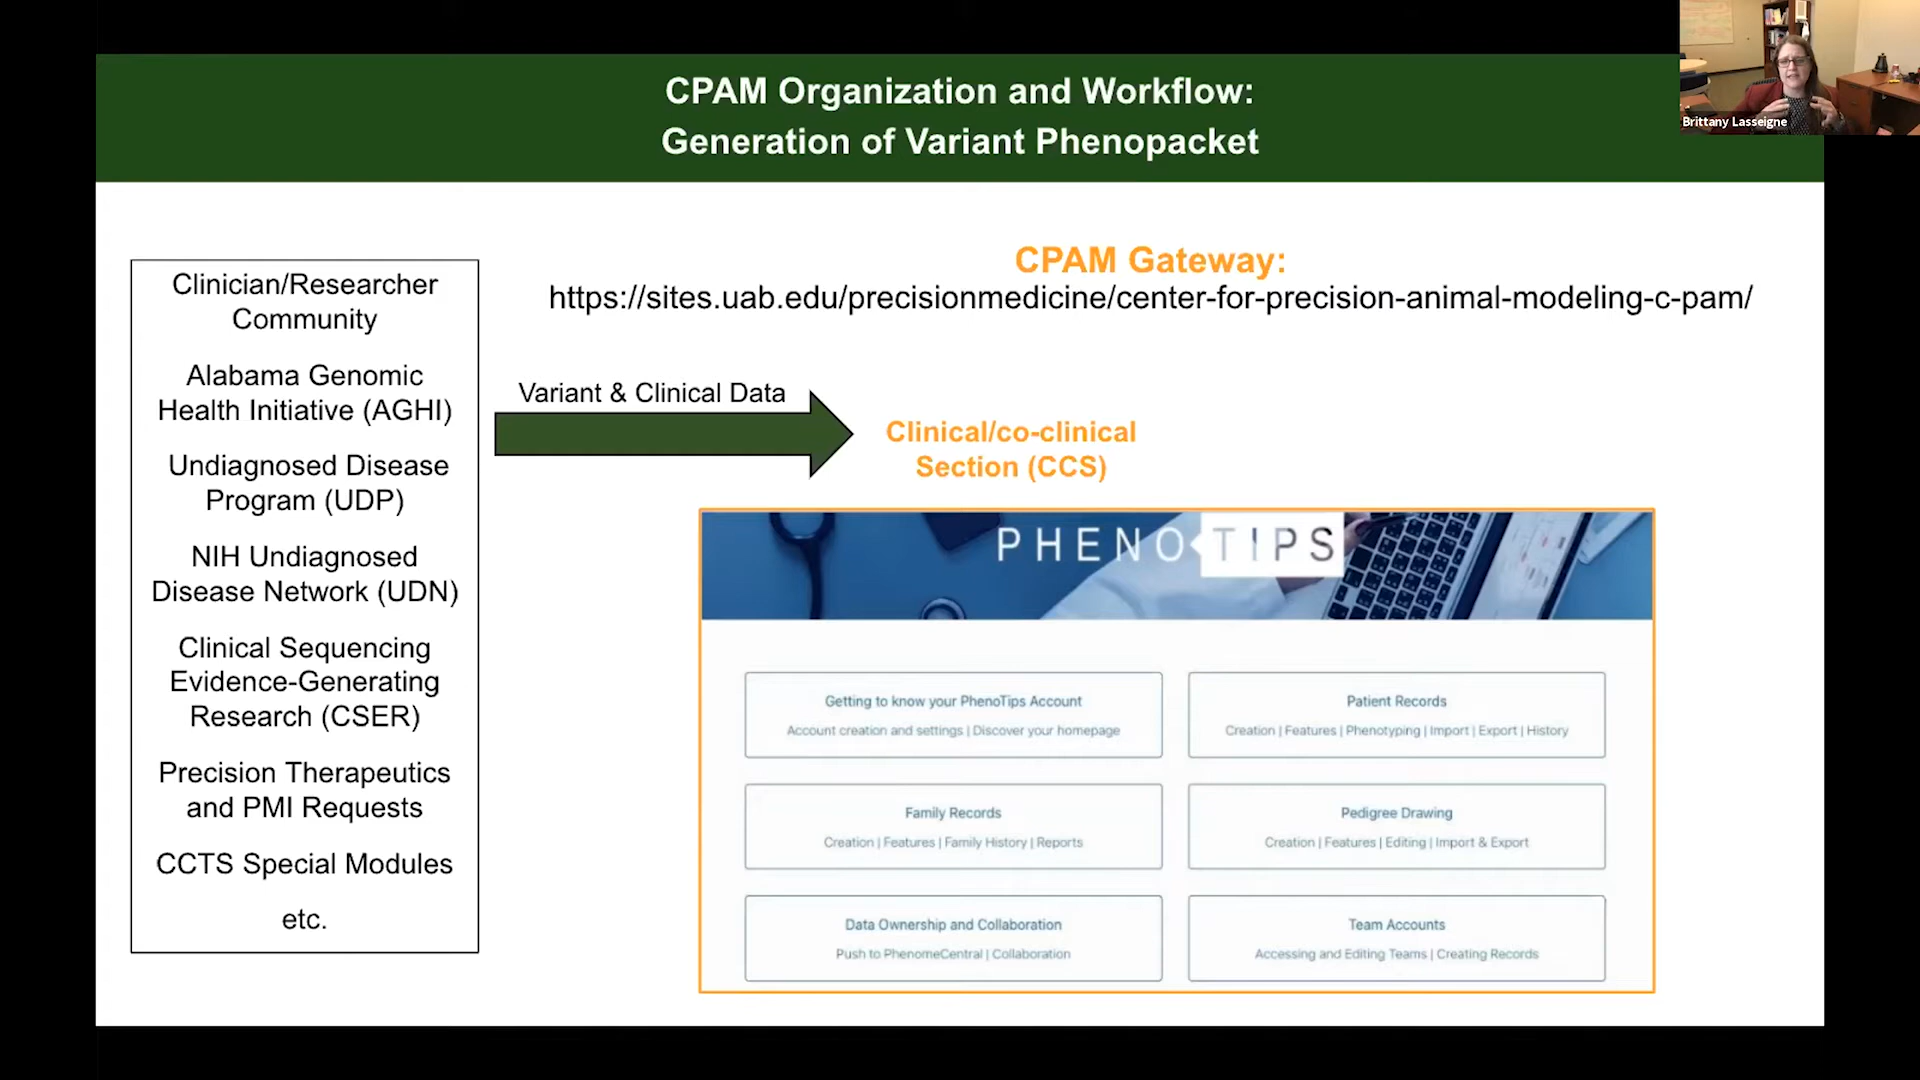 CPAM Organization and Workflow:
Generation of Variant Phenopacket
Brittany Lasseigne
Clinician/Researcher
Community
Alabama Genomic
Health Initiative (AGHI)
Undiagnosed Disease
Program (UDP)
NIH Undiagnosed
Disease Network (UDN)
Clinical Sequencing
Evidence-Generating
Research (CSER)
Precision Therapeutics
and PMI Requests
CCTS Special Modules
etc.
CPAM Gateway:
https://sites.uab.edu/precisionmedicine/center-for-precision-animal-modeling-c-pam/
Variant & Clinical Data
Clinical/co-clinical
Section (CCS)
PHENOTIPS
Getting to know your PhenoTips Account
Account creation and settings | Discover your homepage
Patient Records
Creation | Features | Phenotyping | Import | Export | History
Family Records
Creation | Features | Family History | Reports
Pedigree Drawing
Creation | Features | Editing | Import & Export
Data Ownership and Collaboration
Push to PhenomeCentral | Collaboration
Team Accounts
Accessing and Editing Teams | Creating Records